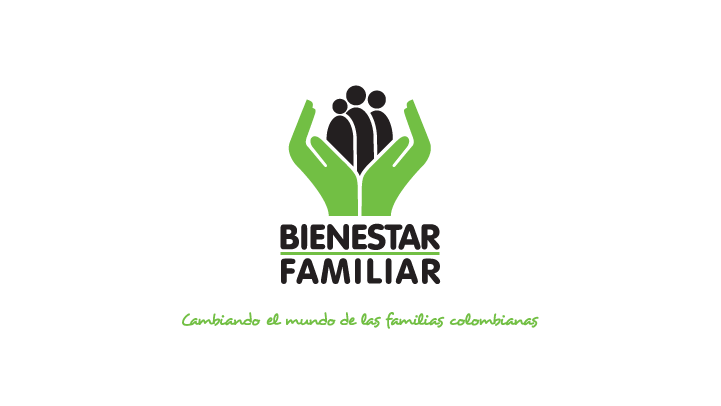 BIENESTAR
FAMILIAR
Cambiando el mundo de las familias colombianas